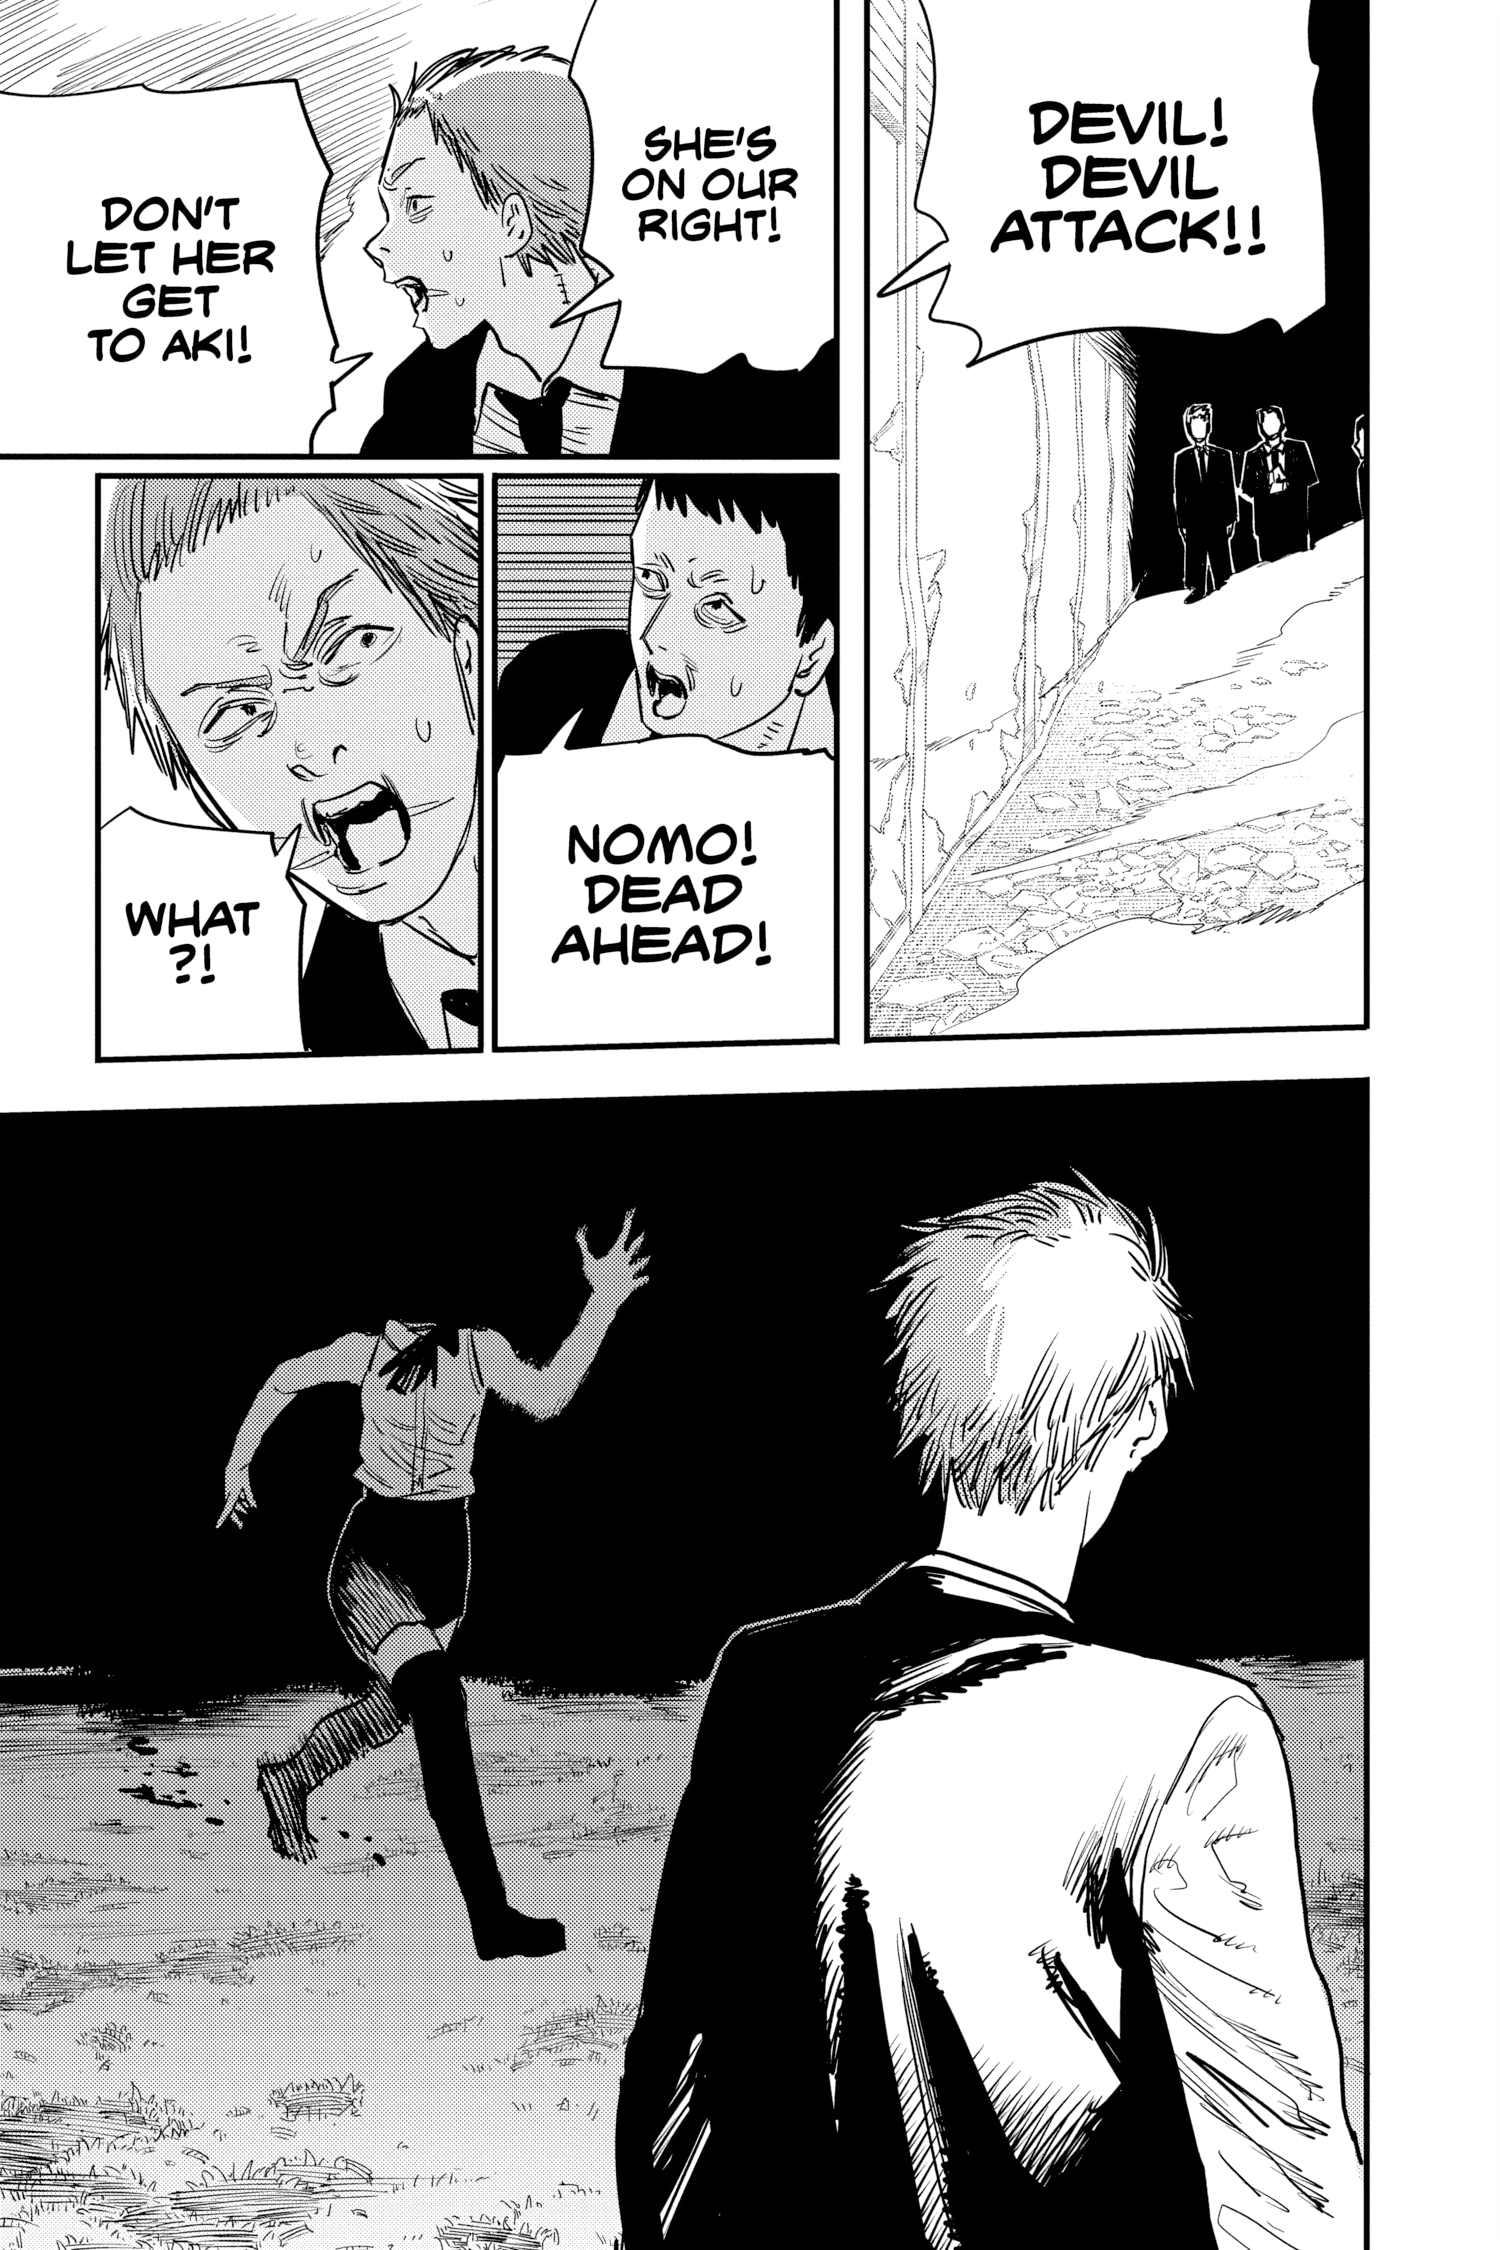 DEVIL!
DEVIL
ATTACK!!
SHE'S
ON OUR
RIGHT!
DON'T
LET HER
GET
TO AKI!
NOMO!
DEAD
AHEAD!
WHAT
?!